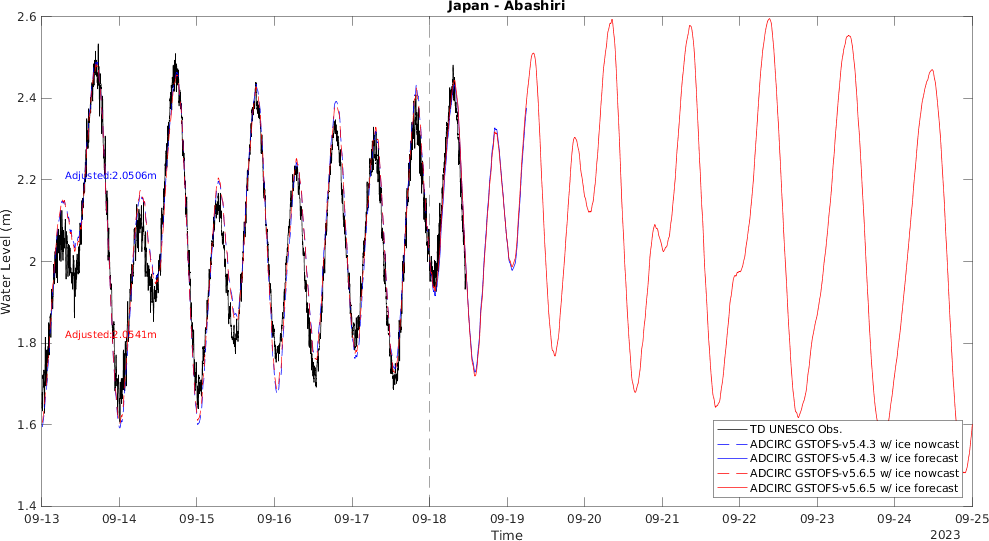 Japan - Abashiri
Water Level (m)
2.6
2.4
2.2
2
1.8
1.6
1.4
Adjusted:2.0506m
Adjusted:2.0541m
TD UNESCO Obs.
ADCIRC GSTOFS-v5.4.3 w/ ice nowcast
ADCIRC GSTOFS-v5.4.3 w/ ice forecast
ADCIRC GSTOFS-v5.6.5 w/ ice nowcast
ADCIRC GSTOFS-v5.6.5 w/ ice forecast
09-13 09-14 09-15 09-16 09-17 09-18 09-19 09-20 09-21 09-22 09-23 09-24 09-25
Time
2023